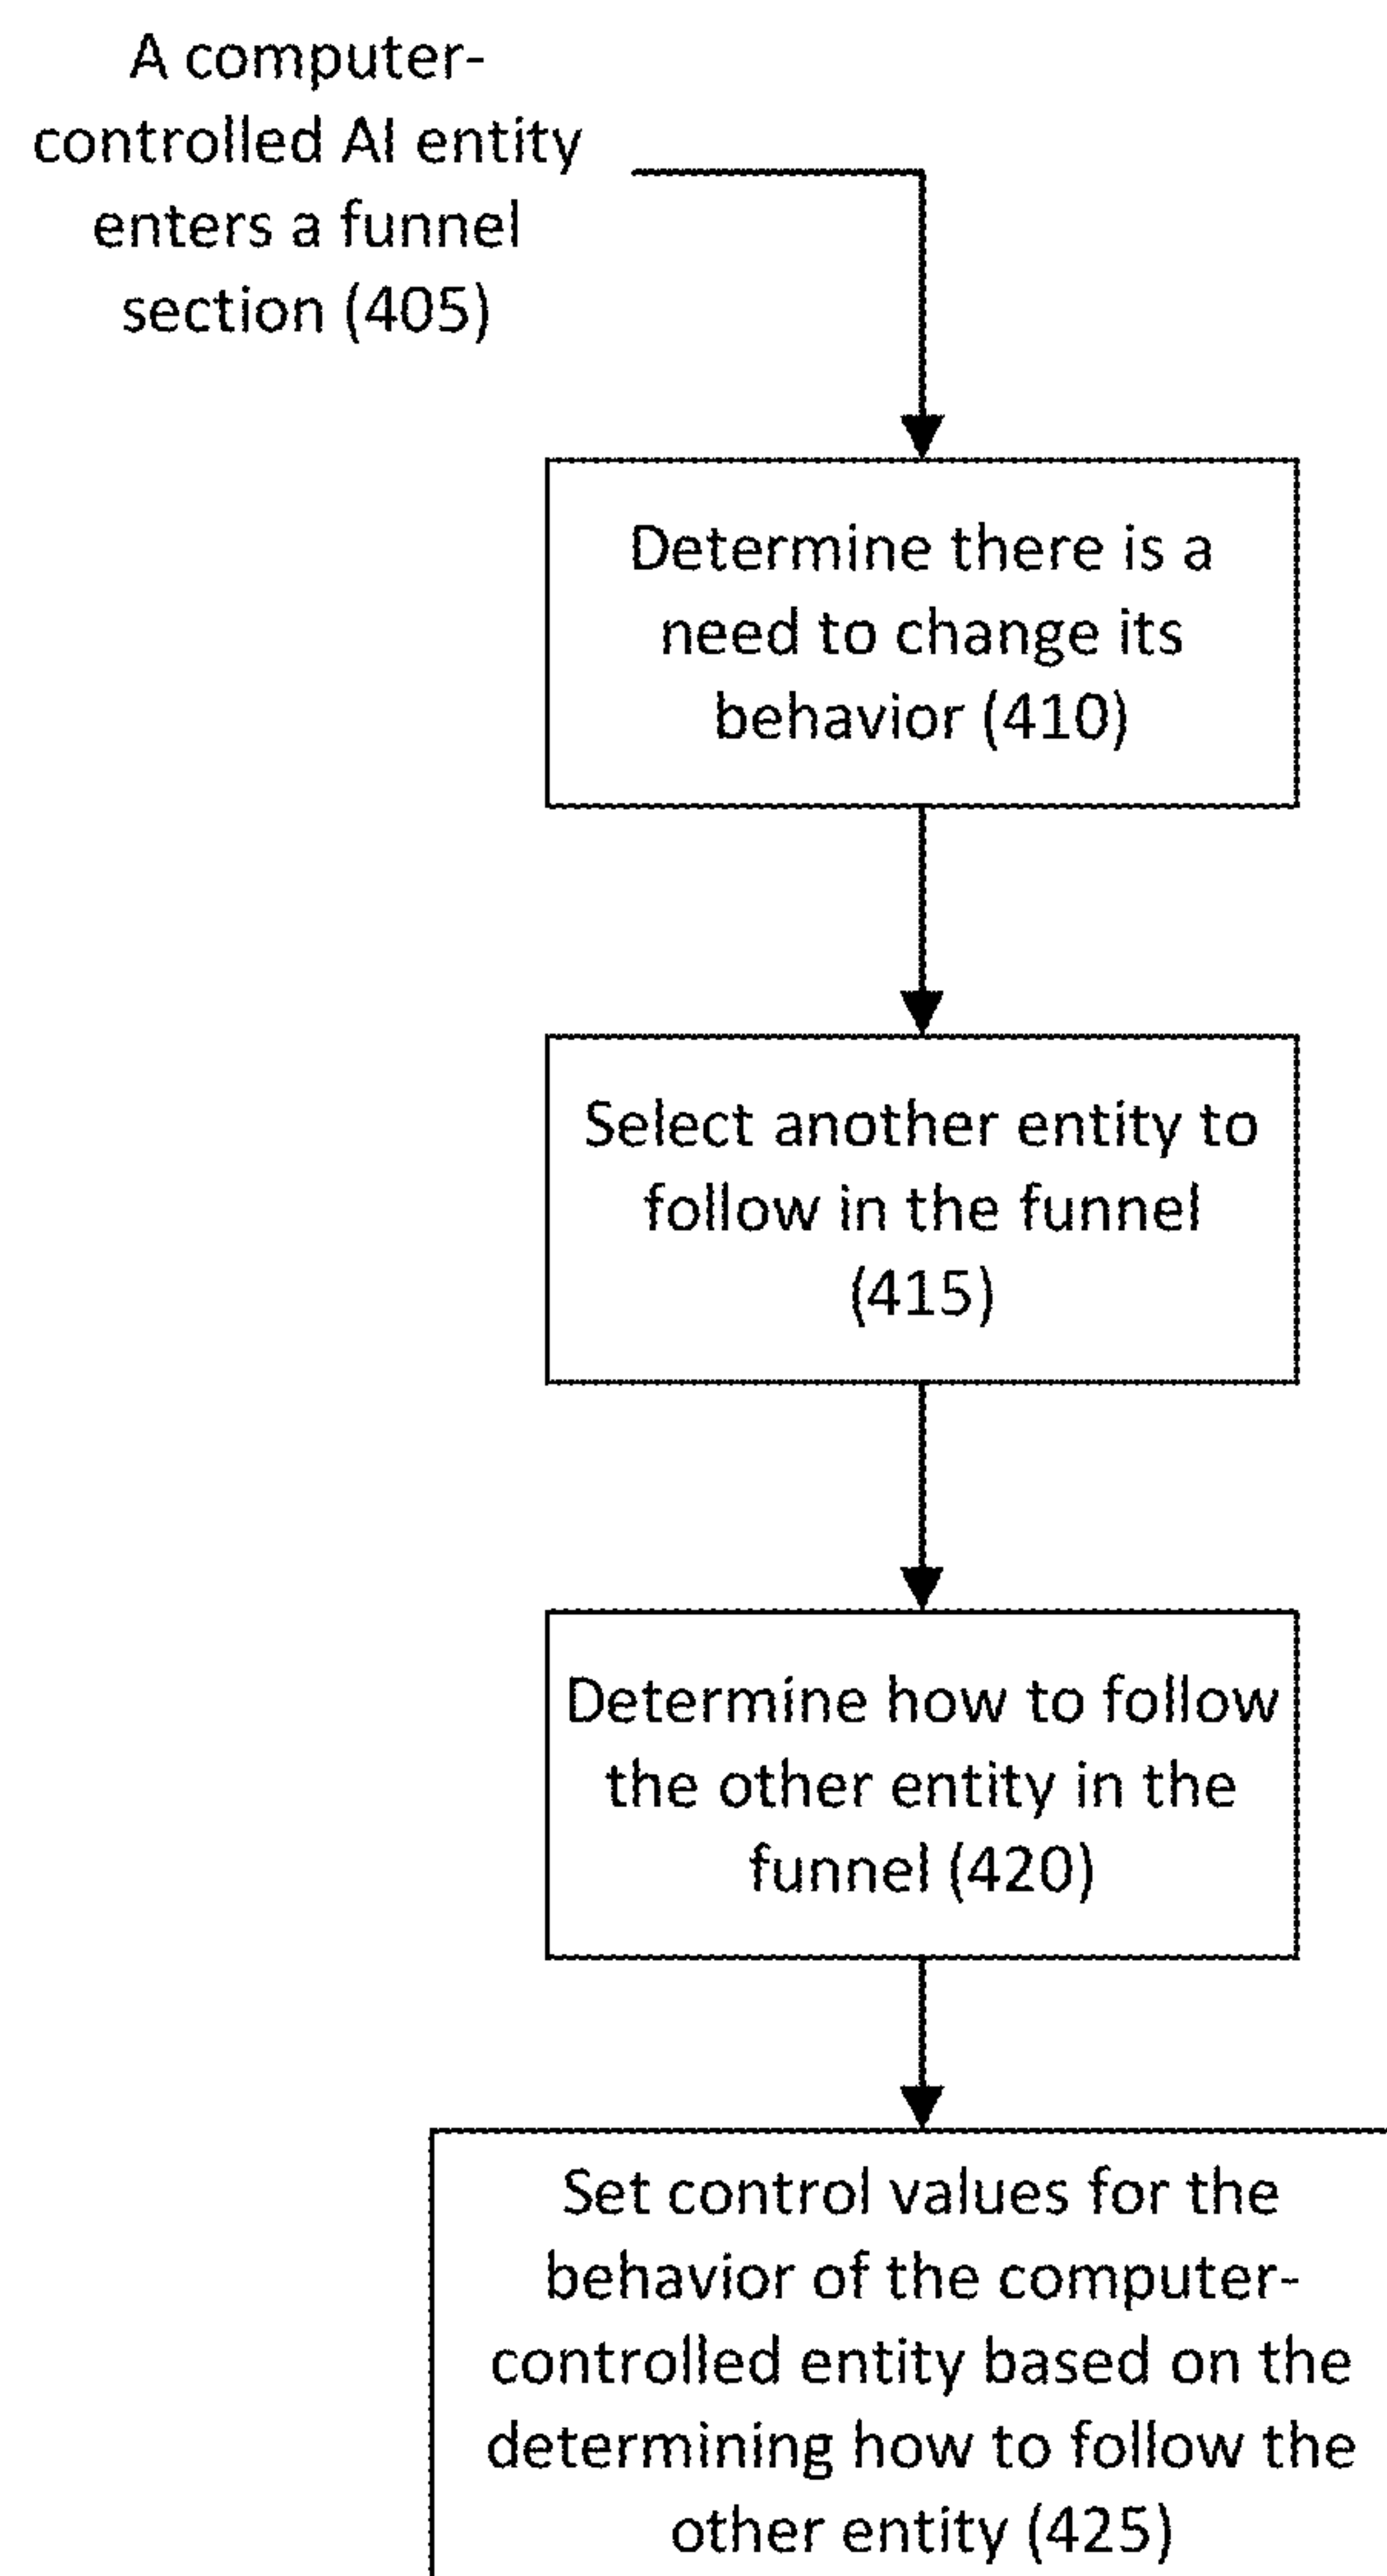 A computer-
controlled AI entity
enters a funnel
section (405)
Determine there is a
need to change its
behavior (410)
Select another entity to
follow in the funnel
(415)
Determine how to follow
the other entity in the
funnel (420)
Set control values for the
behavior of the computer-
controlled entity based on the
determining how to follow the
other entity (425)